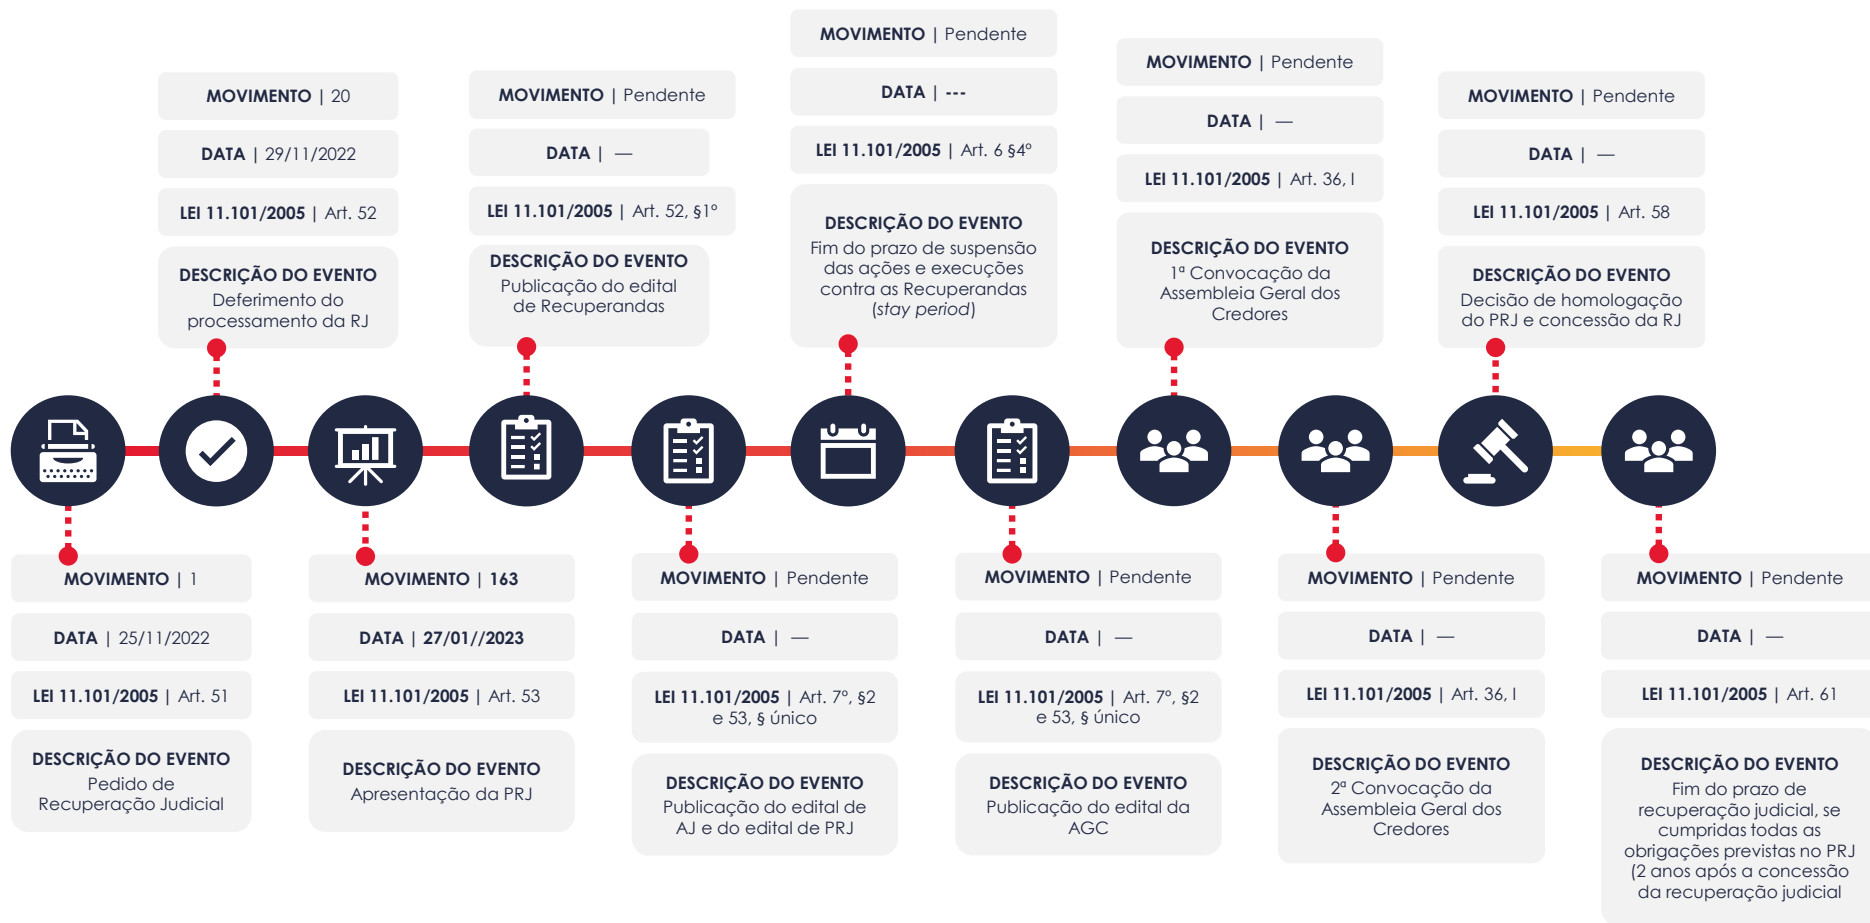 MOVIMENTO | 1
DATA | 25/11/2022
LEI 11.101/2005 | Art. 51
DESCRIÇÃO DO EVENTO
Pedido de
Recuperação Judicial
MOVIMENTO | 20
DATA | 29/11/2022
LEI 11.101/2005 | Art. 52
DESCRIÇÃO DO EVENTO
Deferimento do
processamento da RJ
MOVIMENTO | 163
DATA | 27/01//2023
LEI 11.101/2005 | Art. 53
DESCRIÇÃO DO EVENTO
Apresentação da PRJ
MOVIMENTO | Pendente
DATA | —
LEI 11.101/2005 | Art. 52, §1º
DESCRIÇÃO DO EVENTO
Publicação do edital
de Recuperandas
MOVIMENTO | Pendente
DATA | —
LEI 11.101/2005 | Art. 7º, §2
e 53, § único
DESCRIÇÃO DO EVENTO
Publicação do edital de
AJ e do edital de PRJ
MOVIMENTO | Pendente
DATA | ---
LEI 11.101/2005 | Art. 6 §4º
DESCRIÇÃO DO EVENTO
Fim do prazo de suspensão
das ações e execuções
contra as Recuperandas
(stay period)
MOVIMENTO | Pendente
DATA | —
LEI 11.101/2005 | Art. 7º, §2
e 53, § único
DESCRIÇÃO DO EVENTO
Publicação do edital da
AGC
MOVIMENTO | Pendente
DATA | —
LEI 11.101/2005 | Art. 36, I
DESCRIÇÃO DO EVENTO
1ª Convocação da
Assembleia Geral dos
Credores
MOVIMENTO | Pendente
DATA | —
LEI 11.101/2005 | Art. 36, I
DESCRIÇÃO DO EVENTO
2ª Convocação da
Assembleia Geral dos
Credores
MOVIMENTO | Pendente
DATA | —
LEI 11.101/2005 | Art. 58
DESCRIÇÃO DO EVENTO
Decisão de homologação
do PRJ e concessão da RJ
MOVIMENTO | Pendente
DATA | —
LEI 11.101/2005 | Art. 61
DESCRIÇÃO DO EVENTO
Fim do prazo de
recuperação judicial, se
cumpridas todas as
obrigações previstas no PRJ
(2 anos após a concessão
da recuperação judicial